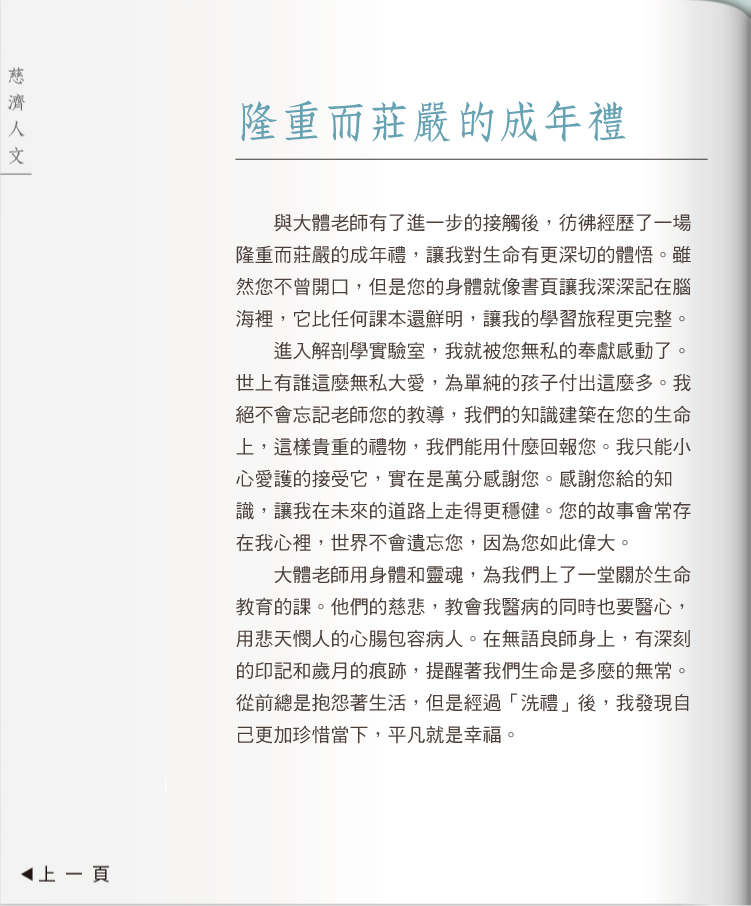 慈濟人文
隆重而莊嚴的成年禮
與大體老師有了進一步的接觸後，彷彿經歷了一場
隆重而莊嚴的成年禮，讓我對生命有更深切的體悟。雖
然您不曾開口，但是您的身體就像書頁讓我深深記在腦
海裡，它比任何課本還鮮明，讓我的學習旅程更完整。
進入解剖學實驗室，我就被您無私的奉獻感動了。
世上有誰這麼無私大愛，為單純的孩子付出這麼多。我
絕不會忘記老師您的教導，我們的知識建築在您的生命
上，這樣貴重的禮物，我們能用什麼回報您。我只能小
心愛護的接受它，實在是萬分感謝您。感謝您給的知
識，讓我在未來的道路上走得更穩健。您的故事會常存
在我心裡，世界不會遺忘您，因為您如此偉大。
大體老師用身體和靈魂，為我們上了一堂關於生命
教育的課。他們的慈悲，教會我醫病的同時也要醫心，
用悲天憫人的心腸包容病人。在無語良師身上，有深刻
的印記和歲月的痕跡，提醒著我們生命是多麼的無常。
從前總是抱怨著生活，但是經過「洗禮」後，我發現自
己更加珍惜當下，平凡就是幸福。
◀上一頁